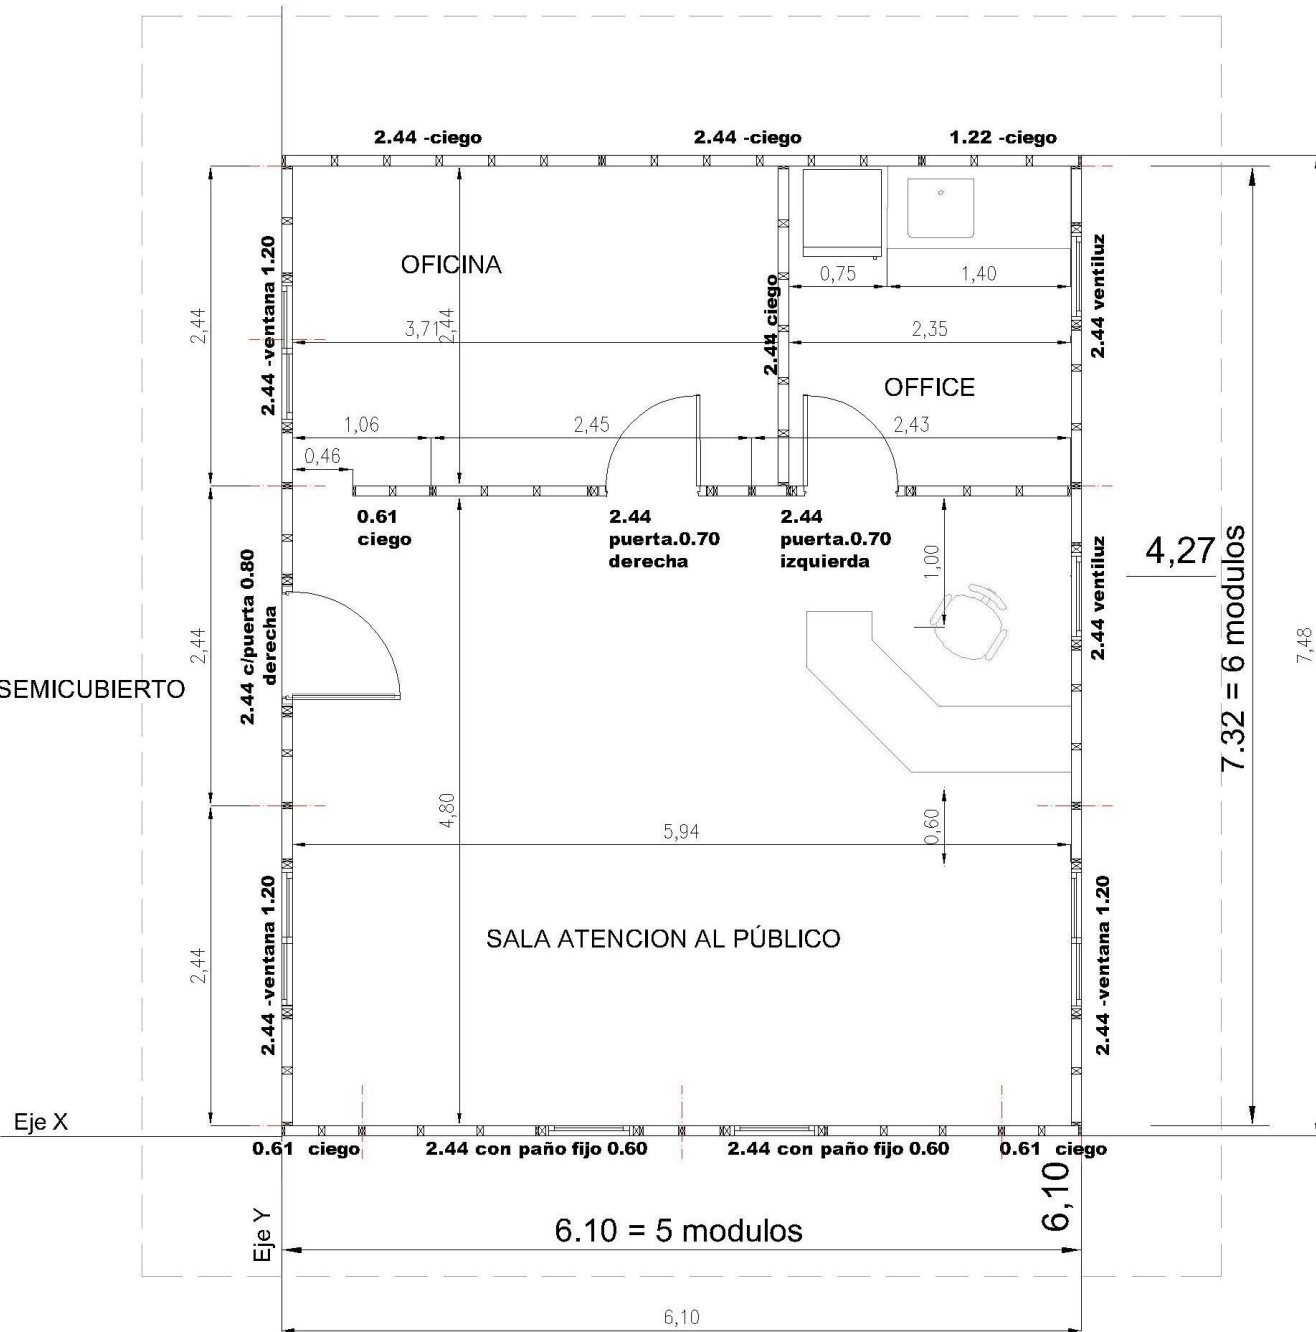 2.44 -ciego
2.44 -ciego
1.22 -ciego
2.44 -ventana 1.20
2,44
OFICINA
3,71
2,44
2.44 ciego
0,75
1,40
2,35
OFFICE
2.44 ventiluz
1,06
2,45
2,43
0,46
0.61
ciego
2.44
puerta.0.70
derecha
2.44
puerta.0.70
izquierda
1,00
2.44 ventiluz
4,27
7.32 = 6 modulos
7,48
2.44 c/puerta 0.80
derecha
2,44
SEMICUBIERTO
4,80
5,94
0,60
2,44
2.44 -ventana 1.20
SALA ATENCION AL PÚBLICO
2.44 -ventana 1.20
Eje X
0.61 ciego
2.44 con paño fijo 0.60
2.44 con paño fijo 0.60
0.61 ciego
Eje Y
6.10 = 5 modulos
6,10
6,10